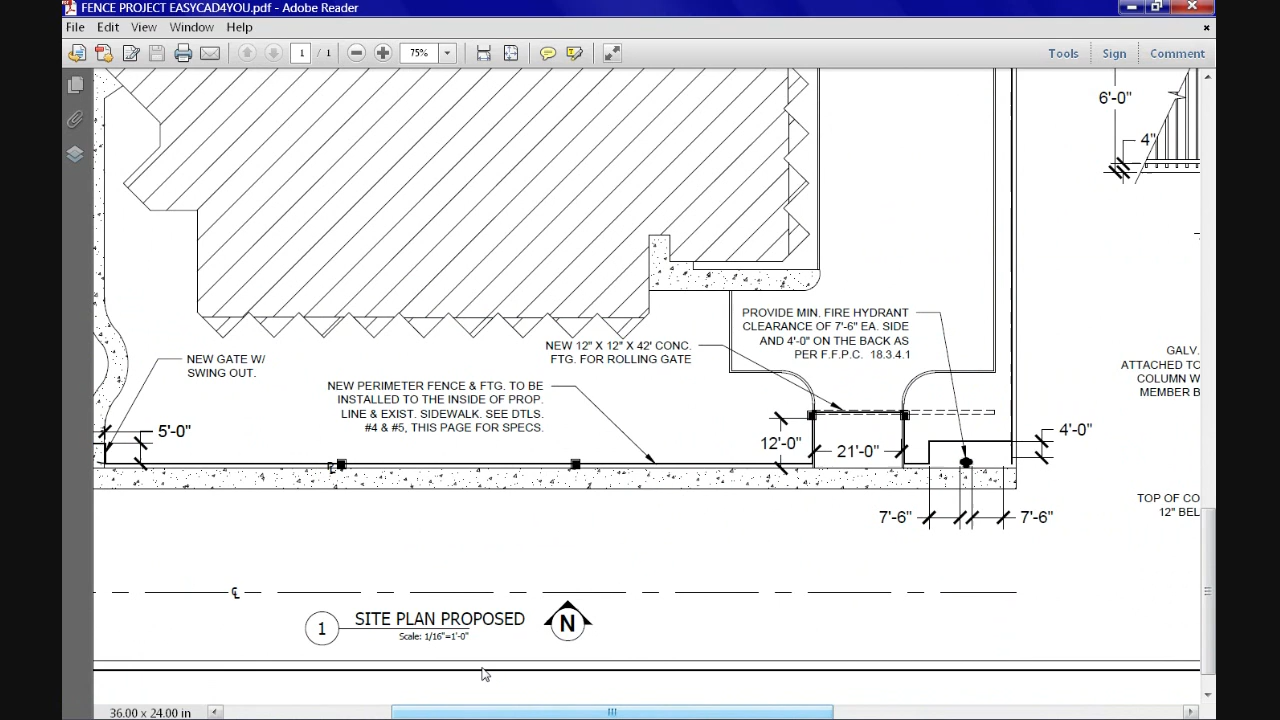 FENCE PROJECT EASYCAD4YOU.pdf - Adobe Reader
File Edit View Window Help
1 / 1 75% Tools Sign Comment
6'-0"
4"
PROVIDE MIN. FIRE HYDRANT
CLEARANCE OF 7'-6" EA. SIDE
AND 4'-0" ON THE BACK AS
PER F.F.P.C. 18.3.4.1
NEW 12" X 12" X 42' CONC.
FTG. FOR ROLLING GATE
NEW GATE W/
SWING OUT.
NEW PERIMETER FENCE & FTG. TO BE
INSTALLED TO THE INSIDE OF PROP.
LINE & EXIST. SIDEWALK. SEE DTLS.
#4 & #5, THIS PAGE FOR SPECS.
GALV.
ATTACHED TO
COLUMN W
MEMBER B
5'-0"
12'-0"
21'-0"
4'-0"
7'-6"
7'-6"
TOP OF CO
12" BEL
℄
1
SITE PLAN PROPOSED
Scale: 1/16"=1'-0"
N
36.00 x 24.00 in